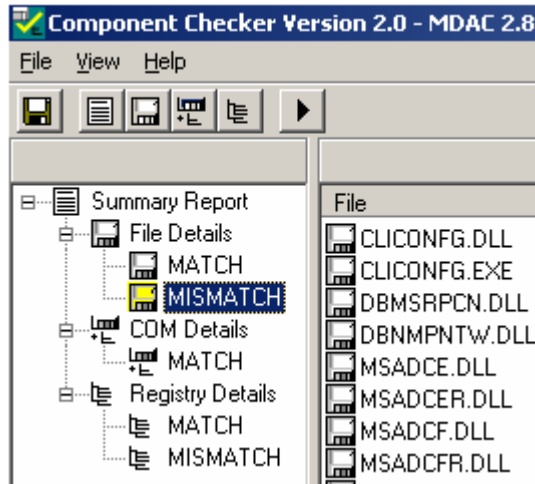 Component Checker Version 2.0 - MDAC 2.8
File View Help
Summary Report
File Details
MATCH
MISMATCH
COM Details
MATCH
Registry Details
MATCH
MISMATCH
File
CLICONFG.DLL
CLICONFG.EXE
DBMSRPCN.DLL
DBNMPNTW.DLL
MSADCE.DLL
MSADCER.DLL
MSADCF.DLL
MSADCFR.DLL